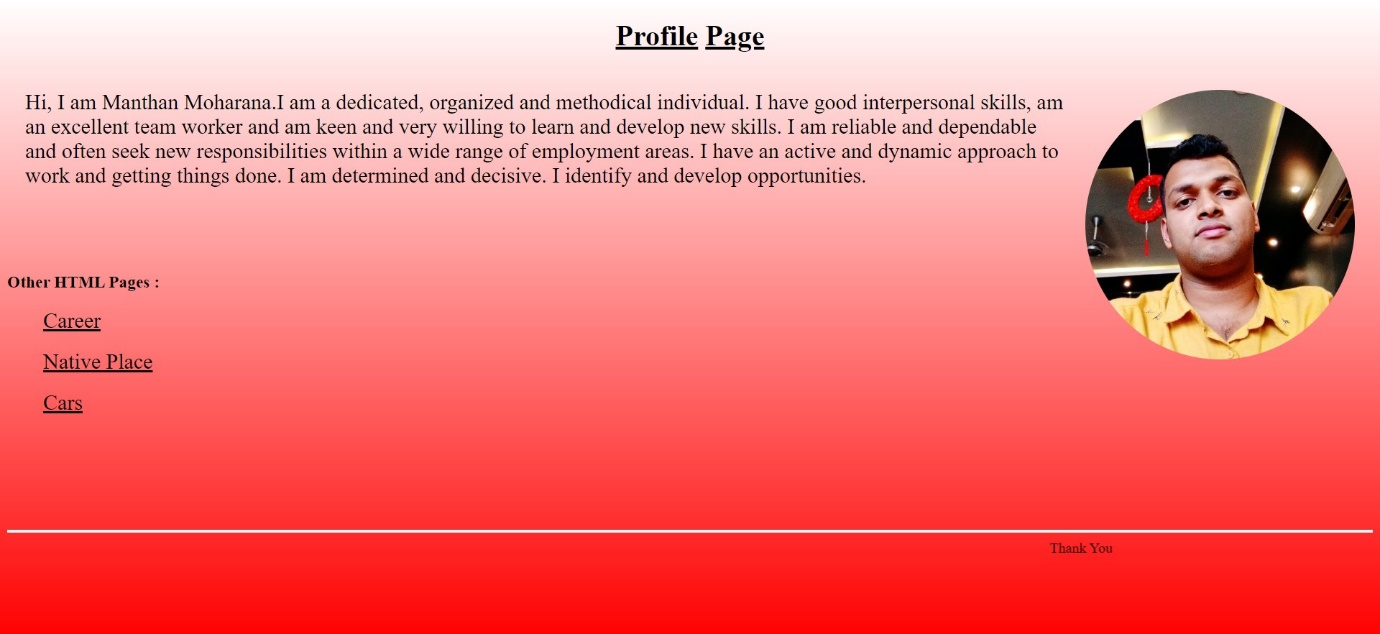 Profile Page
Hi, I am Manthan Moharana.I am a dedicated, organized and methodical individual. I have good interpersonal skills, am
an excellent team worker and am keen and very willing to learn and develop new skills. I am reliable and dependable
and often seek new responsibilities within a wide range of employment areas. I have an active and dynamic approach to
work and getting things done. I am determined and decisive. I identify and develop opportunities.
Other HTML Pages :
Career
Native Place
Cars
Thank You